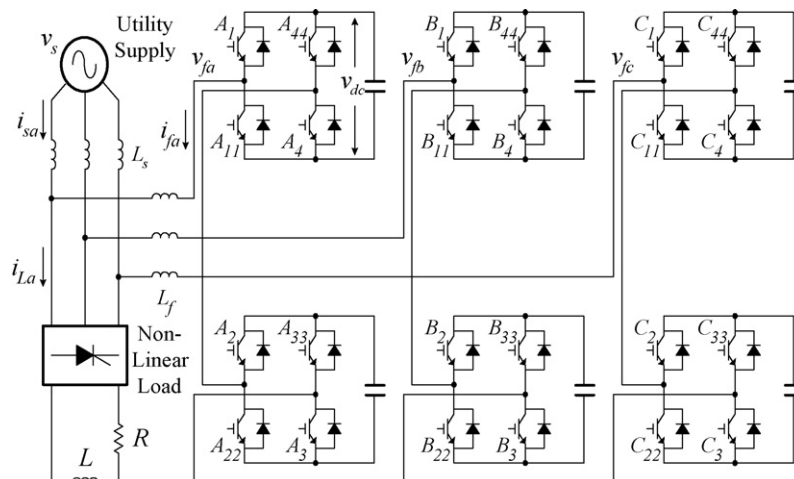 Utility
Supply
v_s
i_sa
L_s
i_La
Non-
Linear
Load
R
L
L_f
v_fa
i_fa
A_1
A_44
A_11
A_4
v_dc
v_fb
B_1
B_44
B_11
B_4
v_fc
C_1
C_44
C_11
C_4
A_2
A_33
A_22
A_3
B_2
B_33
B_22
B_3
C_2
C_33
C_22
C_3